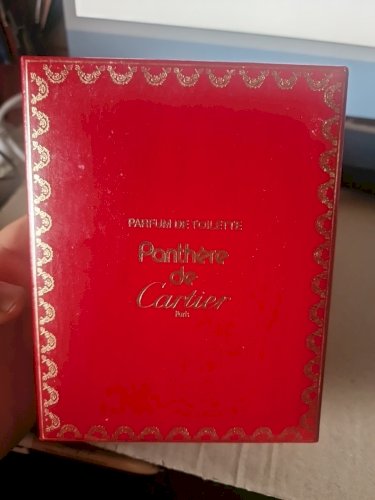 PARFUM DE TOILETTE
Panthère
de
Cartier
Paris